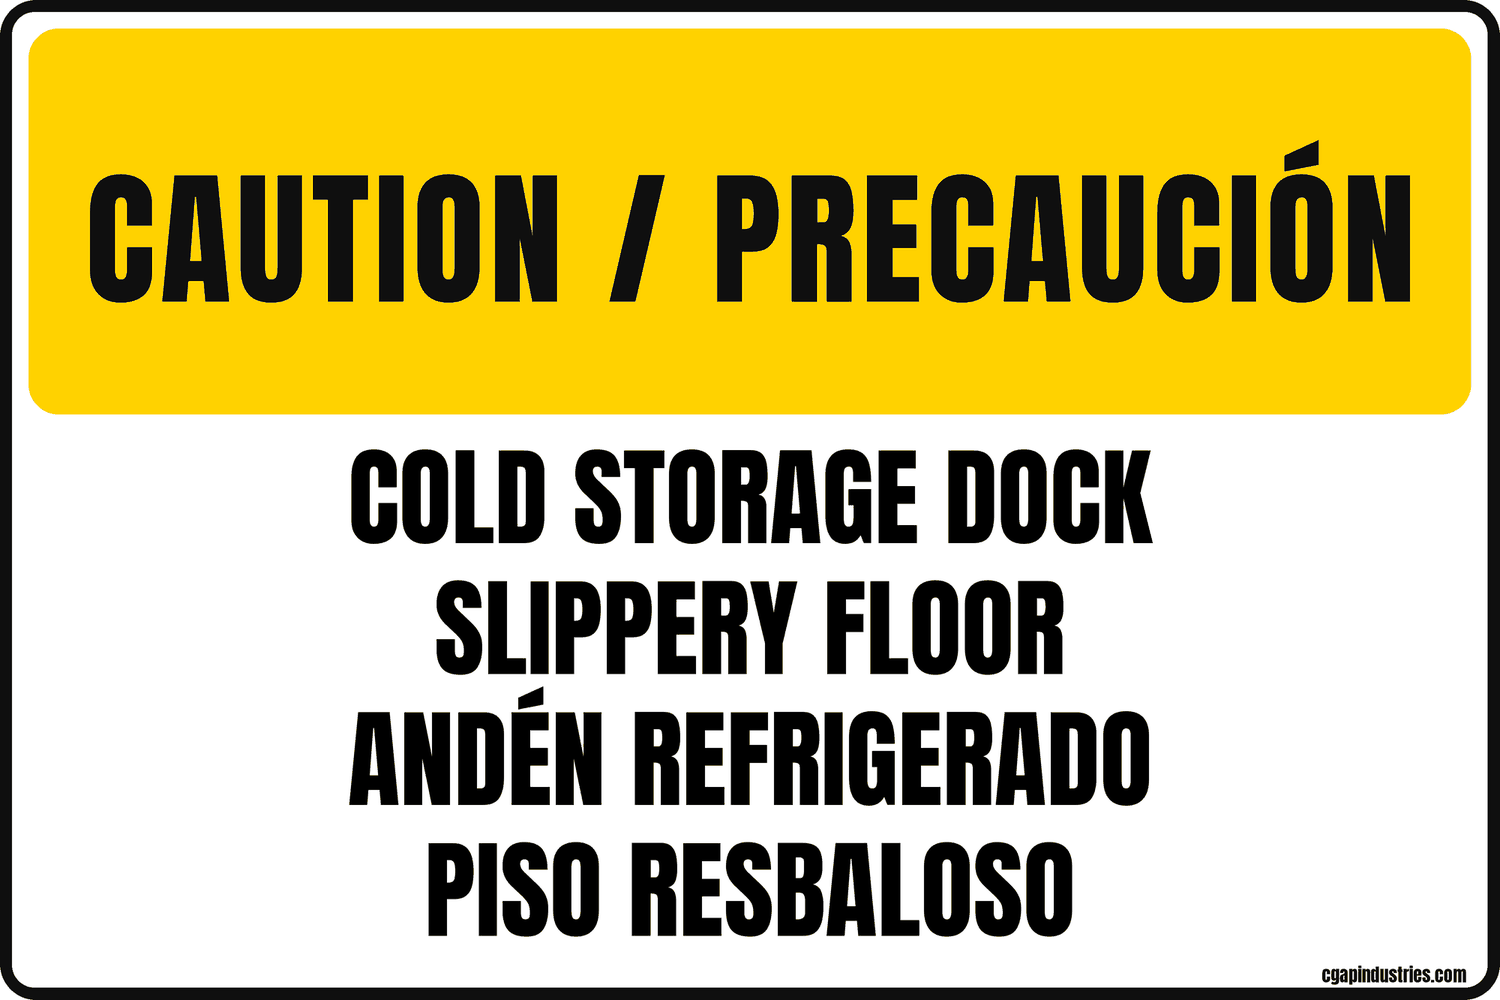 CAUTION / PRECAUCIÓN
COLD STORAGE DOCK
SLIPPERY FLOOR
ANDÉN REFRIGERADO
PISO RESBALOSO
cgapindustries.com